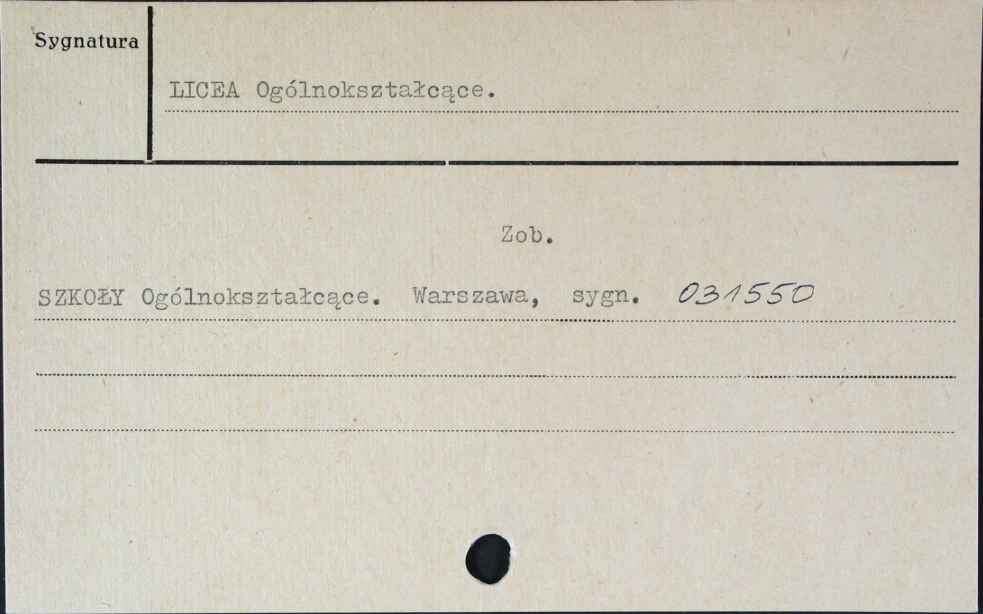 Sygnatura
LICEA Ogólnokształcące.
Zob.
SZKOŁY Ogólnokształcące. Warszawa, sygn. 031550